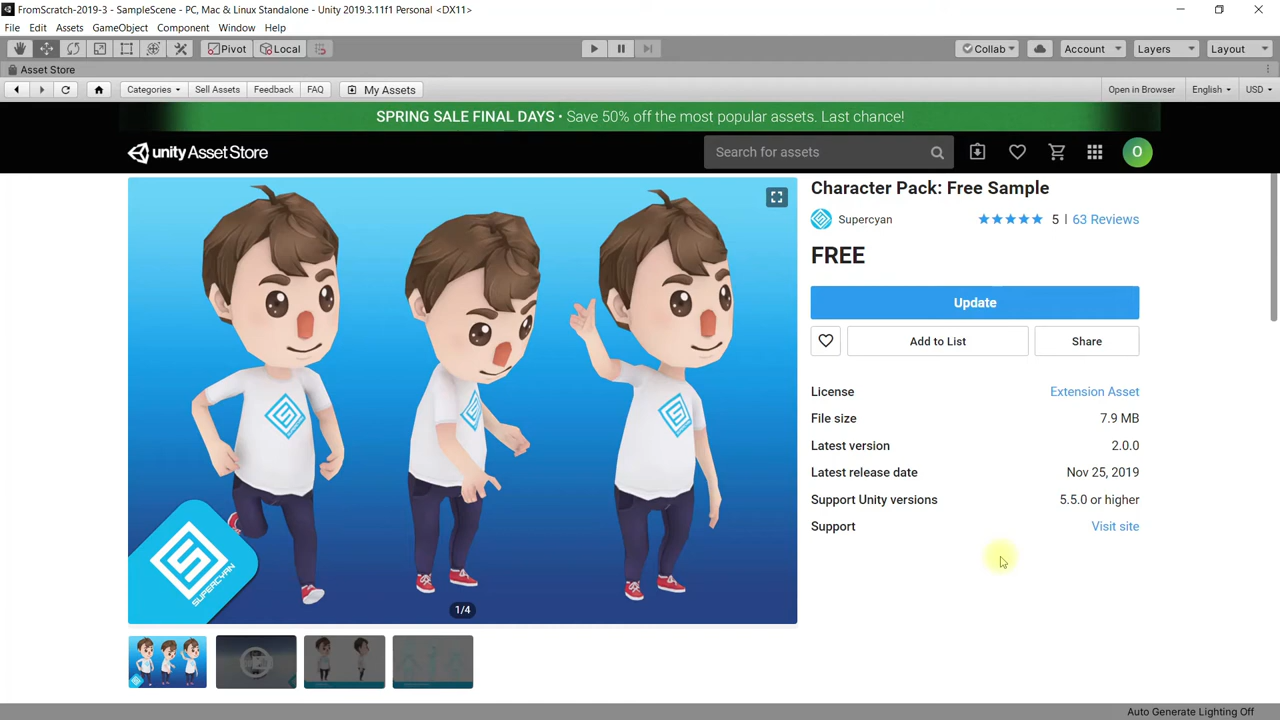 FromScratch-2019-3 - SampleScene - PC, Mac & Linux Standalone - Unity 2019.3.11f1 Personal <DX11>
File Edit Assets GameObject Component Window Help
Pivot Local Collab Account Layers Layout
Asset Store
Categories Sell Assets Feedback FAQ My Assets Open in Browser English USD
SPRING SALE FINAL DAYS • Save 50% off the most popular assets. Last chance!
unity Asset Store Search for assets O
Character Pack: Free Sample
Supercyan 5 | 63 Reviews
FREE
Update
Add to List Share
License Extension Asset
File size 7.9 MB
Latest version 2.0.0
Latest release date Nov 25, 2019
Support Unity versions 5.5.0 or higher
Support Visit site
SUPERCYAN
1/4
Auto Generate Lighting Off